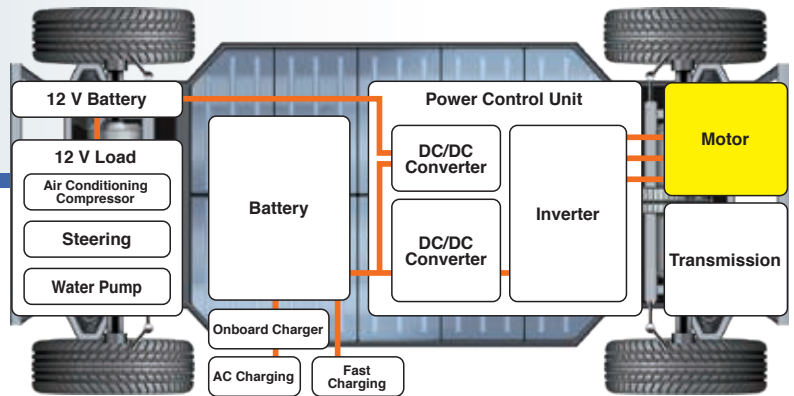 12 V Battery
12 V Load
Air Conditioning
Compressor
Steering
Water Pump
Battery
Onboard Charger
AC Charging
Fast
Charging
Power Control Unit
DC/DC
Converter
DC/DC
Converter
Inverter
Motor
Transmission